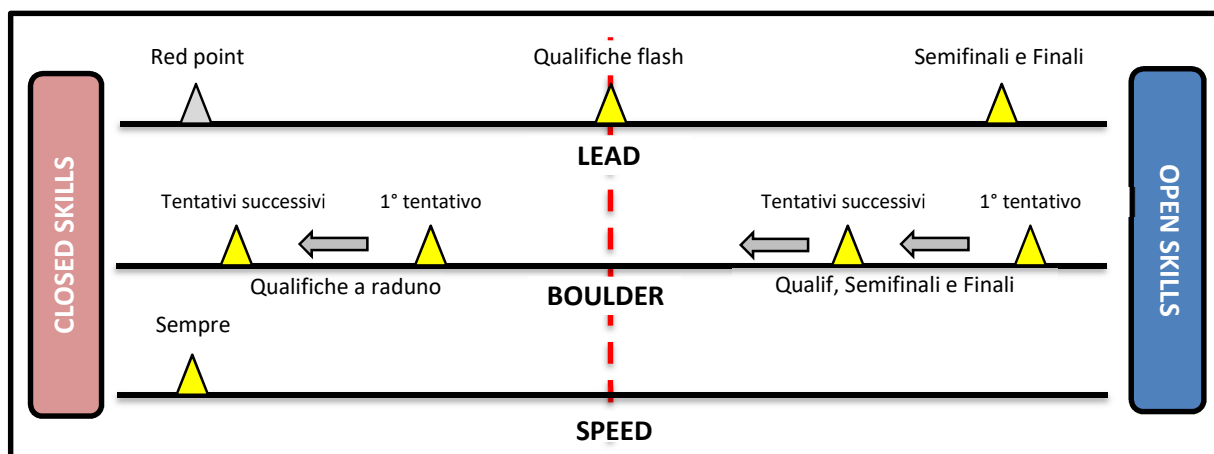 Red point
Qualifiche flash
Semifinali e Finali
LEAD
CLOSED SKILLS
OPEN SKILLS
Tentativi successivi
1° tentativo
Tentativi successivi
1° tentativo
Qualifiche a raduno
BOULDER
Qualif, Semifinali e Finali
Sempre
SPEED